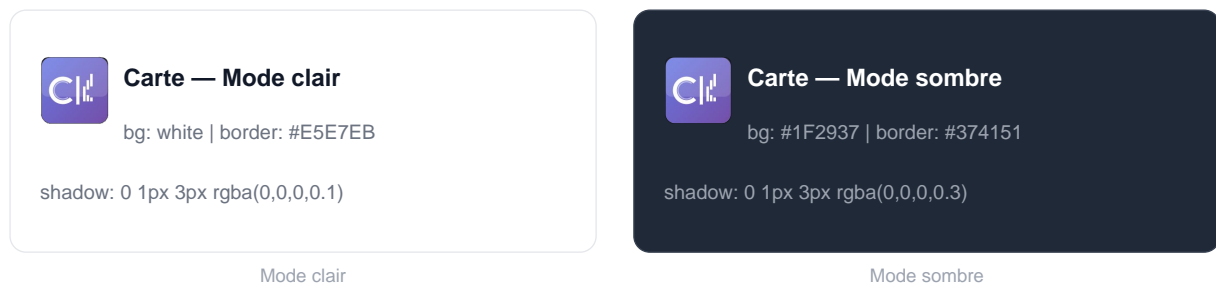 Carte — Mode clair
bg: white | border: #E5E7EB
shadow: 0 1px 3px rgba(0,0,0,0.1)
Mode clair
Carte — Mode sombre
bg: #1F2937 | border: #374151
shadow: 0 1px 3px rgba(0,0,0,0.3)
Mode sombre